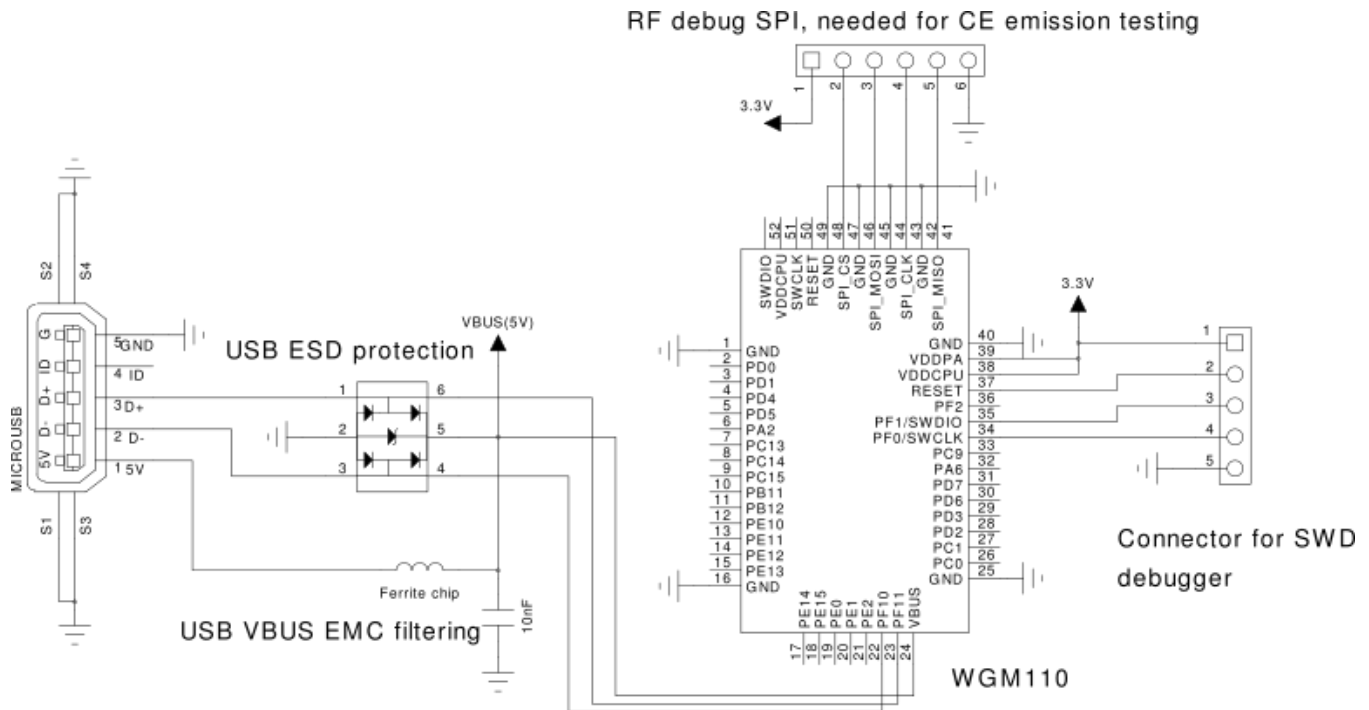 RF debug SPI, needed for CE emission testing
1 2 3 4 5 6
3.3V
S2 S4
52 51 50 49 48 47 46 45 44 43 42 41
SWDIO
VDDCPU
SWCLK
RESET
GND
SPI_CS
GND
SPI_MOSI
GND
SPI_CLK
GND
SPI_MISO
MICROUSB
G
ID
D+
D-
5V
5 GND
4 ID
3 D+
2 D-
1 5V
S1 S3
USB ESD protection
VBUS(5V)
1 6
2 5
3 4
Ferrite chip
USB VBUS EMC filtering
10nF
1 GND
2 PD0
3 PD1
4 PD4
5 PD5
6 PA2
7 PC13
8 PC14
9 PC15
10 PB11
11 PB12
12 PE10
13 PE11
14 PE12
15 PE13
16 GND
GND 40
VDDPA 39
VDDCPU 38
RESET 37
PF2 36
PF1/SWDIO 35
PF0/SWCLK 34
PC9 33
PA6 32
PD7 31
PD6 30
PD3 29
PD2 28
PC1 27
PC0 26
GND 25
PE14
PE15
PE0
PE1
PE2
PF10
PF11
VBUS
17 18 19 20 21 22 23 24
WGM110
3.3V
1
2
3
4
5
Connector for SWD
debugger